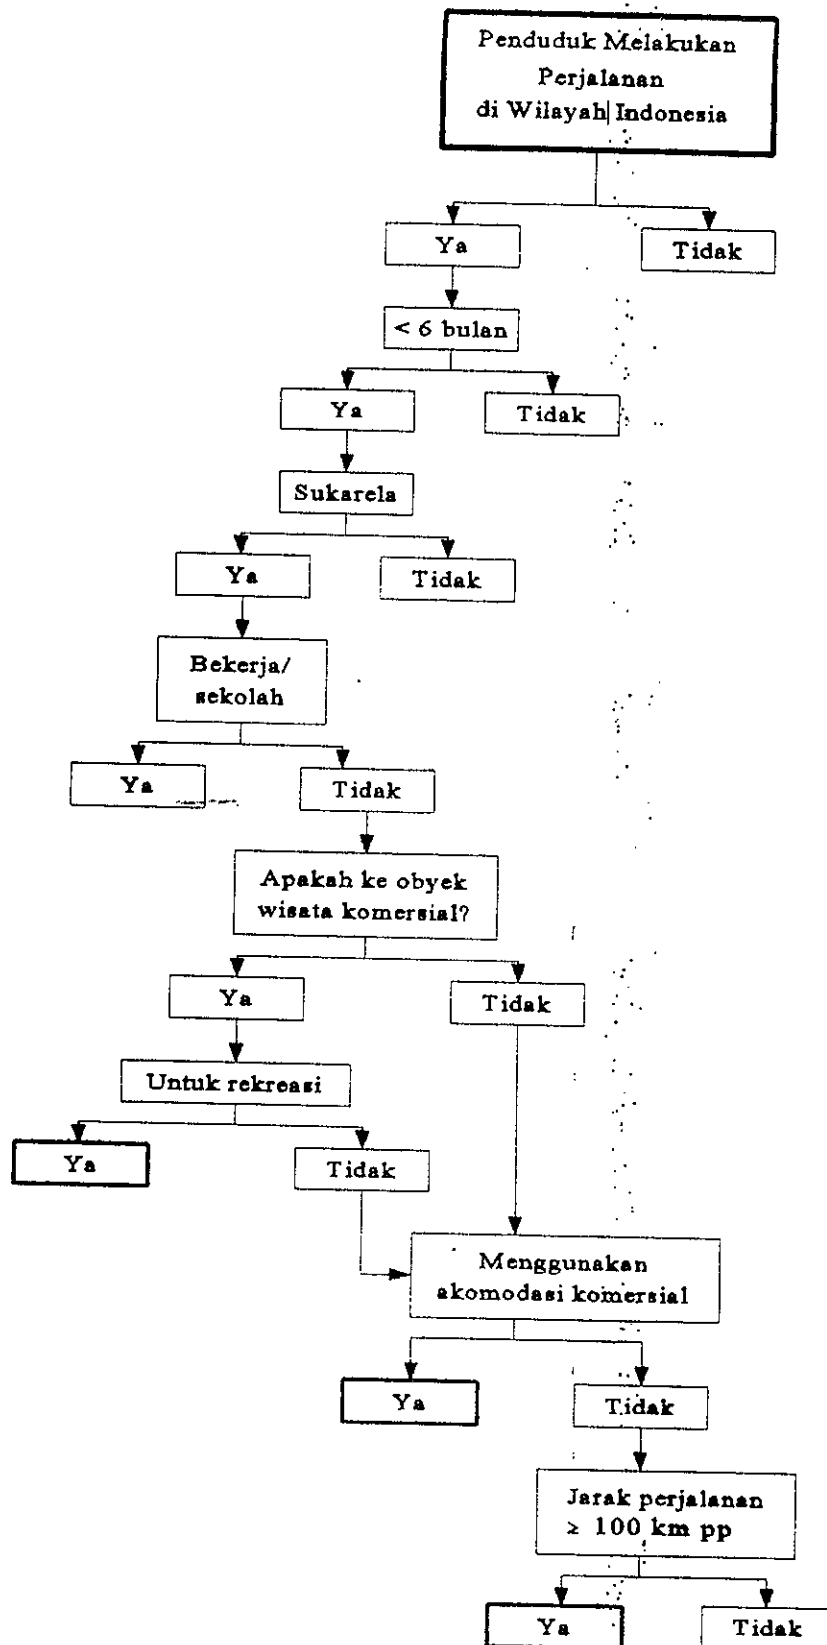 Penduduk Melakukan
Perjalanan
di Wilayah Indonesia
Ya
Tidak
< 6 bulan
Ya
Tidak
Sukarela
Ya
Tidak
Bekerja/
sekolah
Ya
Tidak
Apakah ke obyek
wisata komersial?
Ya
Tidak
Untuk rekreasi
Ya
Tidak
Menggunakan
akomodasi komersial
Ya
Tidak
Jarak perjalanan
≥ 100 km pp
Ya
Tidak